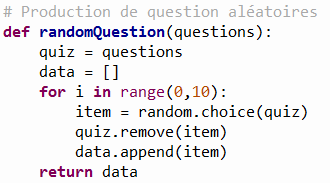 # Production de question aléatoires
def randomQuestion(questions):
    quiz = questions
    data = []
    for i in range(0,10):
        item = random.choice(quiz)
        quiz.remove(item)
        data.append(item)
    return data